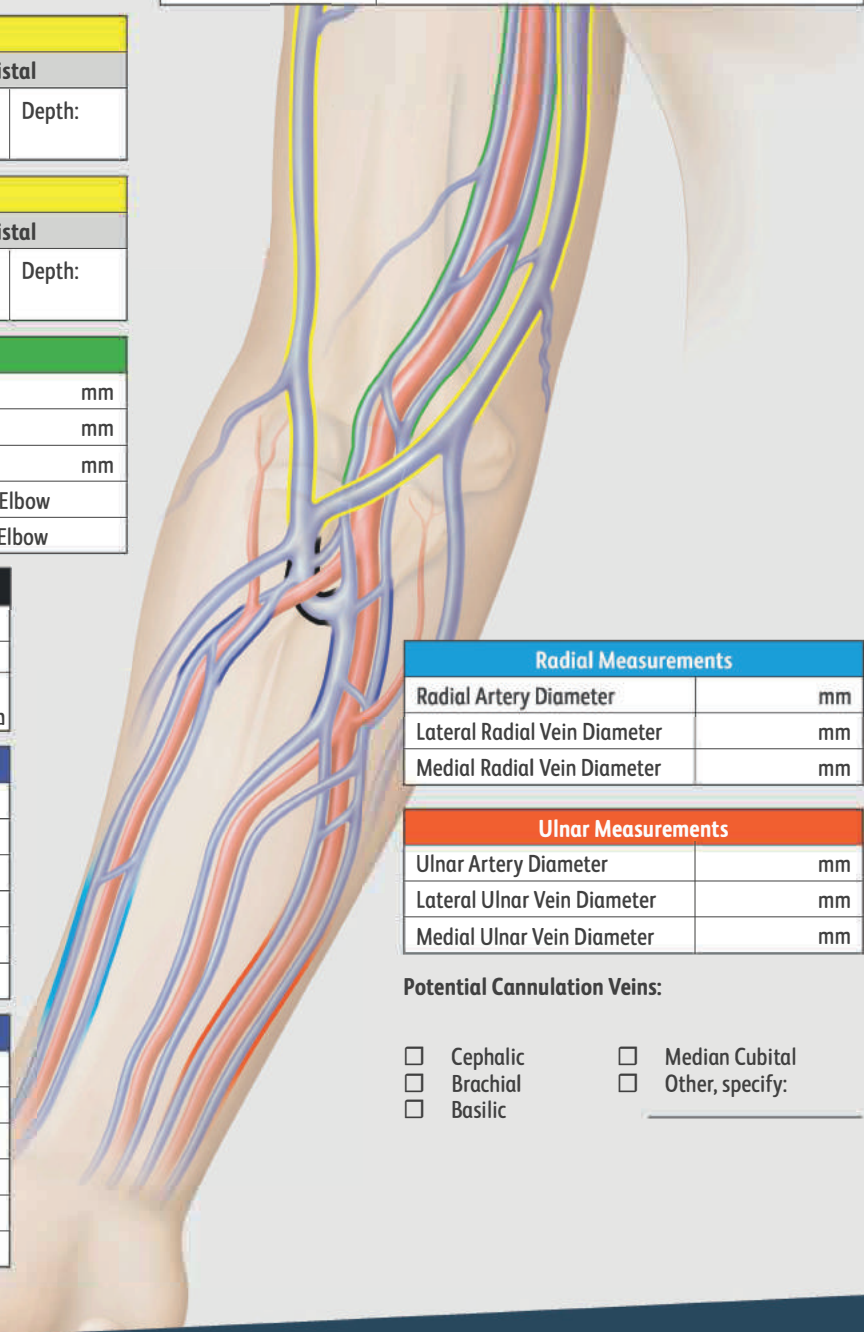 Depth:
Depth:
mm
mm
mm
Elbow
Elbow
Radial Measurements
Radial Artery Diameter mm
Lateral Radial Vein Diameter mm
Medial Radial Vein Diameter mm
Ulnar Measurements
Ulnar Artery Diameter mm
Lateral Ulnar Vein Diameter mm
Medial Ulnar Vein Diameter mm
Potential Cannulation Veins:
☐ Cephalic ☐ Median Cubital
☐ Brachial ☐ Other, specify:
☐ Basilic